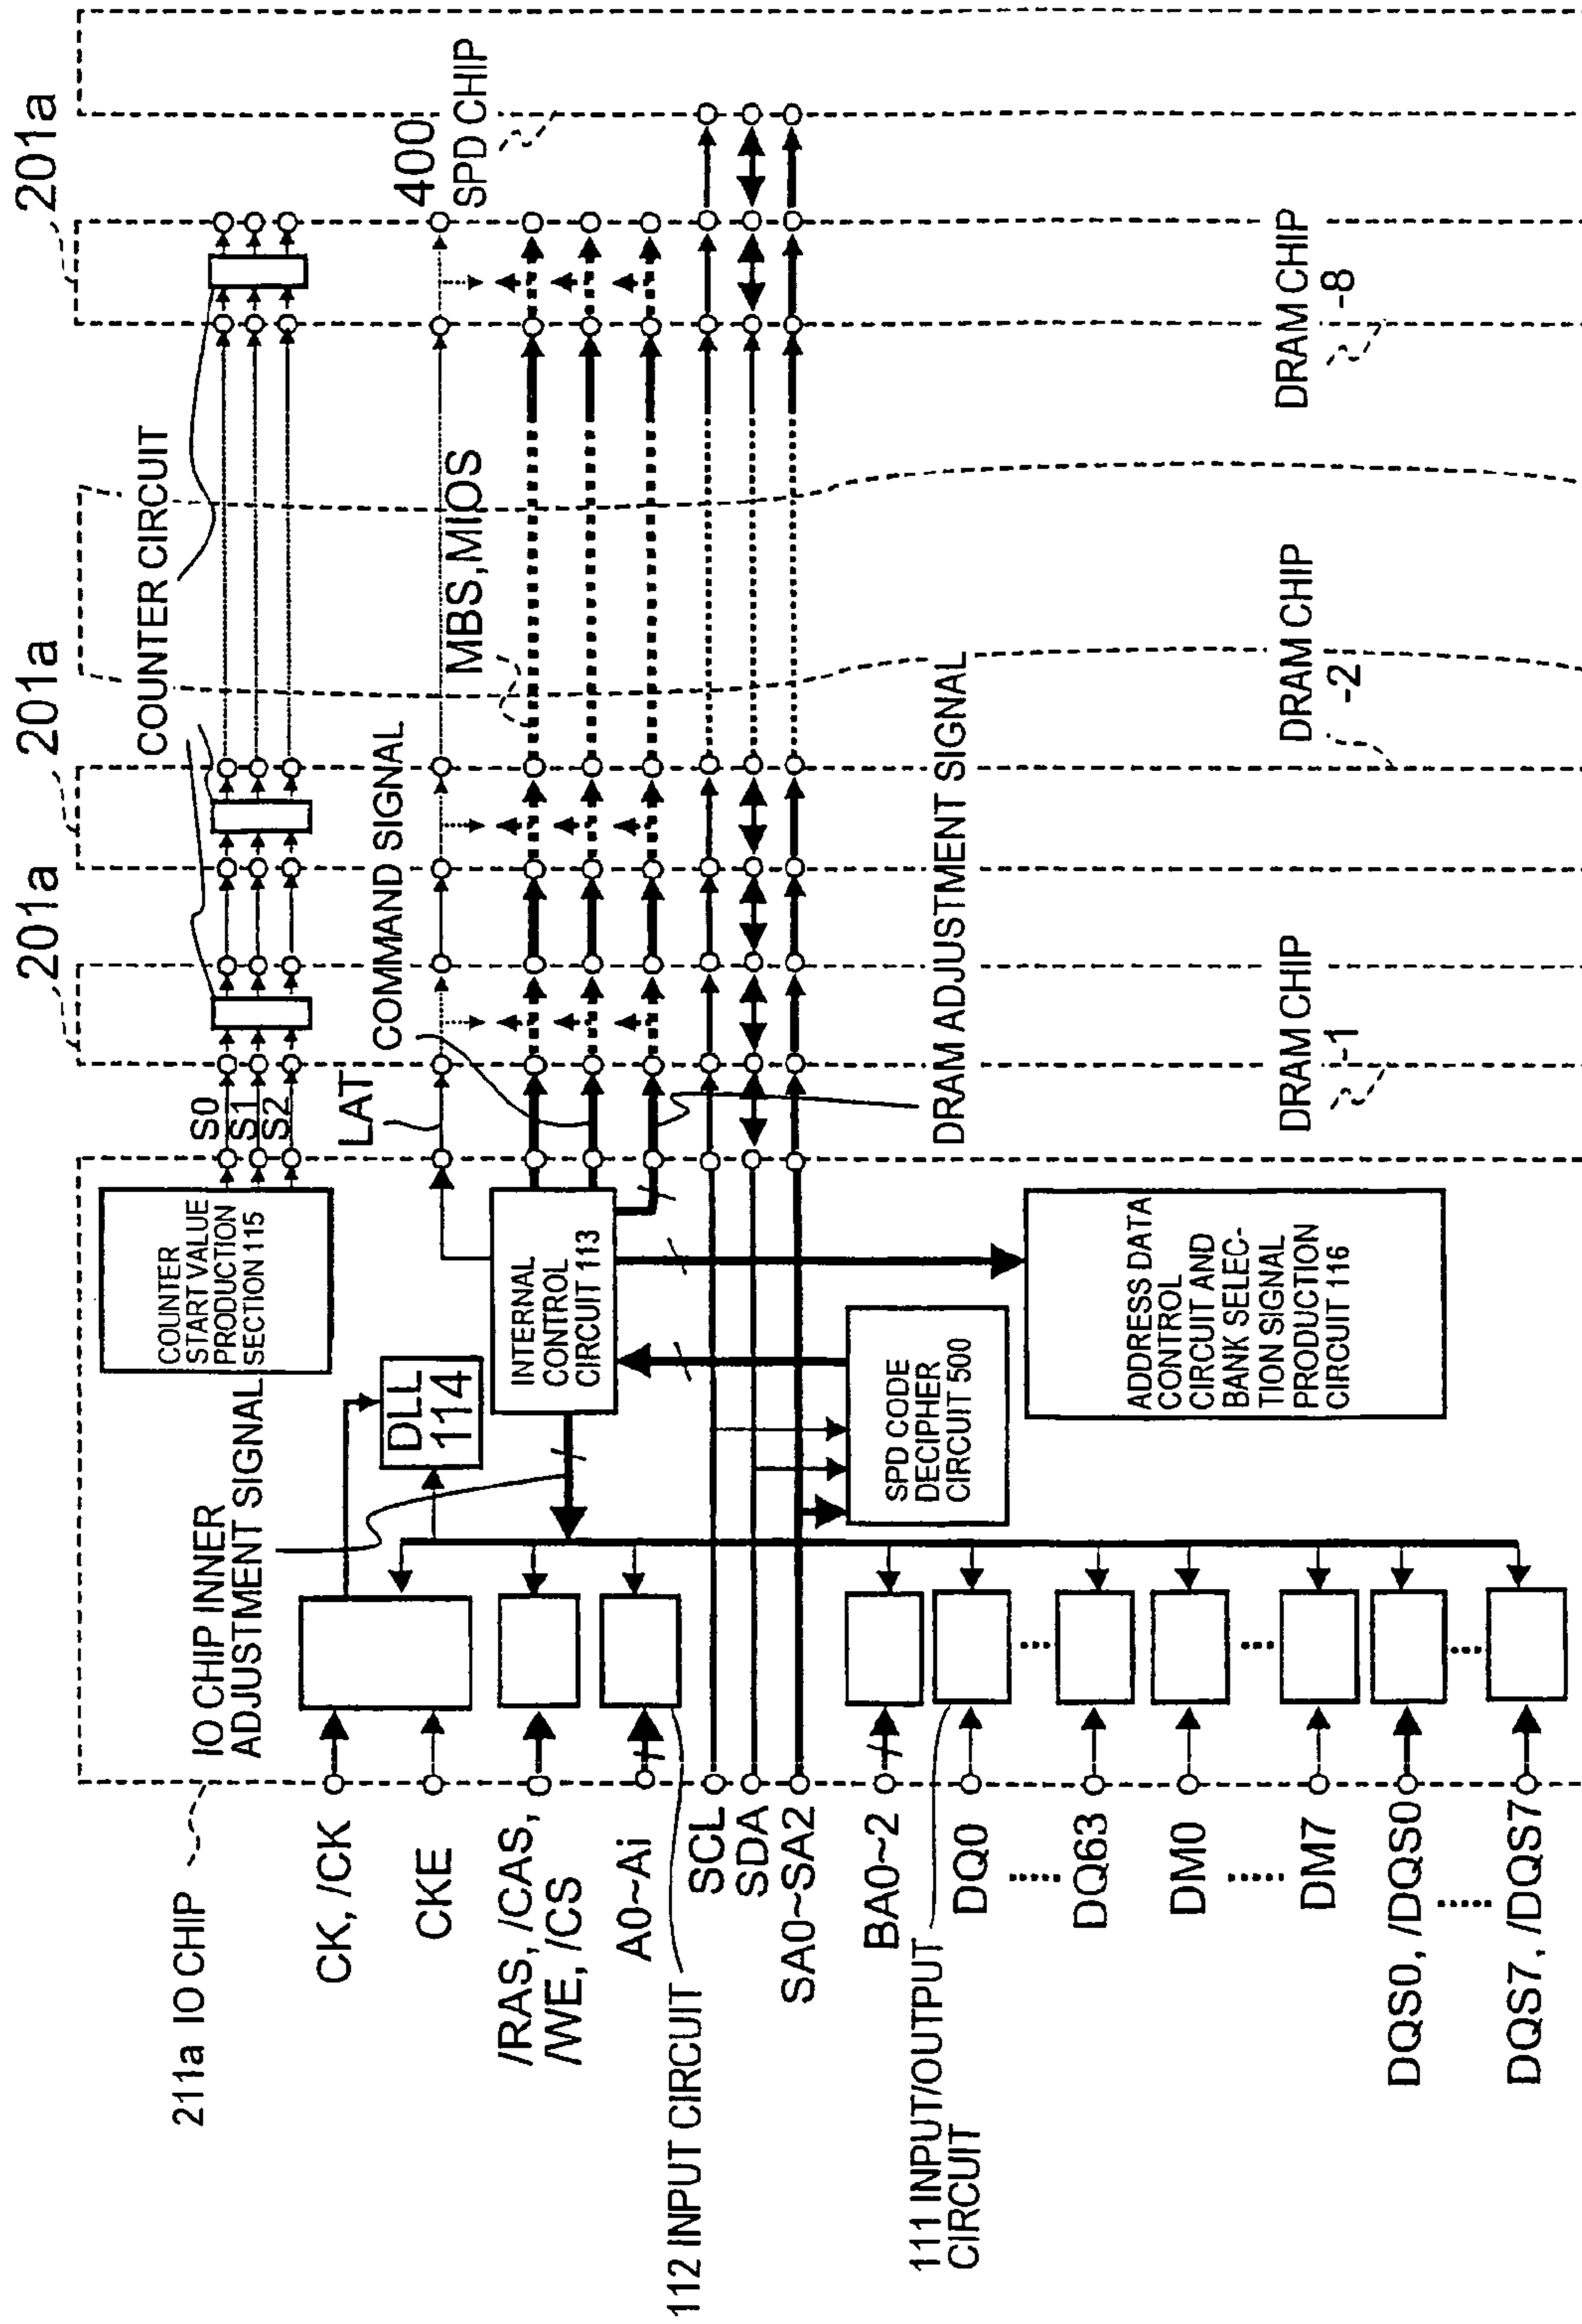 211a IO CHIP
IO CHIP INNER
ADJUSTMENT SIGNAL
COUNTER
START VALUE
PRODUCTION
SECTION 115
S0
S1
S2
201a
201a
201a
COUNTER CIRCUIT
CK, /CK
CKE
DLL
114
LAT
COMMAND SIGNAL
MBS,MIOS
400
SPD CHIP
/RAS, /CAS,
/WE, /CS
A0~Ai
INTERNAL
CONTROL
CIRCUIT 113
112 INPUT CIRCUIT
SCL
SDA
SA0~SA2
SPD CODE
DECIPHER
CIRCUIT 500
DRAM ADJUSTMENT SIGNAL
BA0~2
111 INPUT/OUTPUT
CIRCUIT
DQ0
DQ63
DM0
DM7
DQS0, /DQS0
DQS7, /DQS7
ADDRESS DATA
CONTROL
CIRCUIT AND
BANK SELEC-
TION SIGNAL
PRODUCTION
CIRCUIT 116
DRAM CHIP
-1
DRAM CHIP
-2
DRAM CHIP
-8